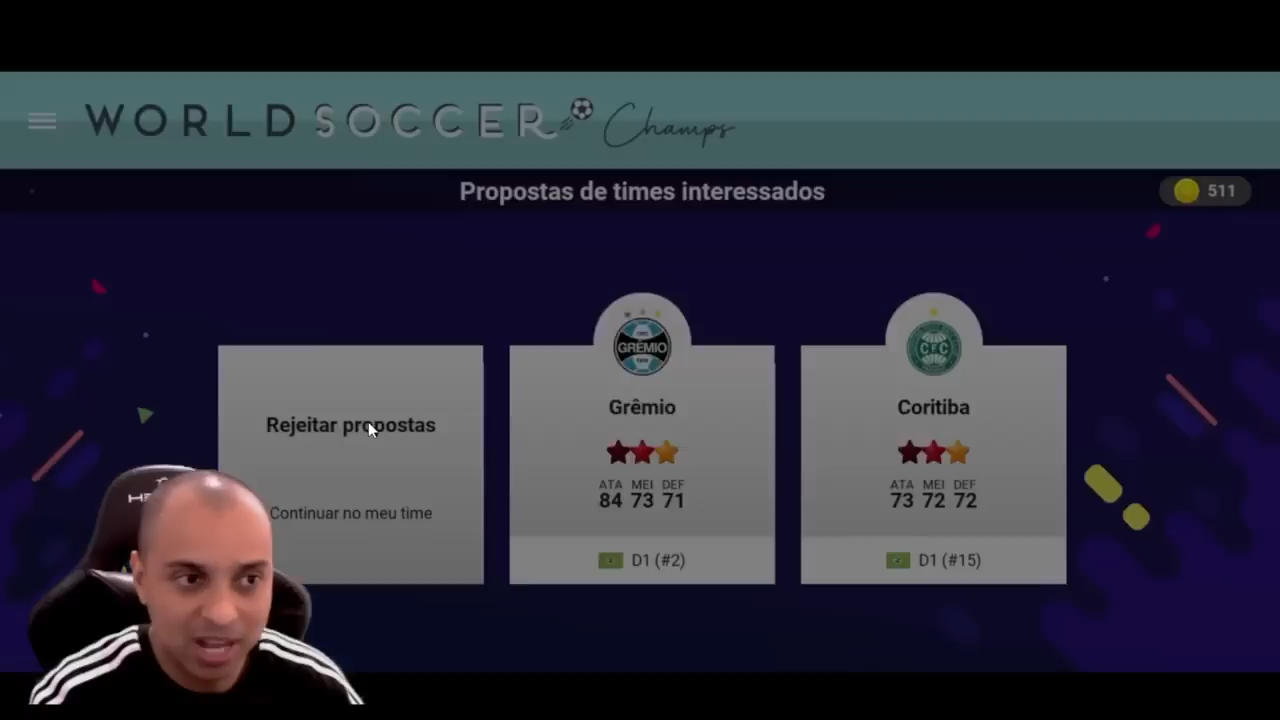 WORLD SOCCER Champs
Propostas de times interessados
511
Rejeitar propostas
Continuar no meu time
GRÊMIO
Grêmio
ATA MEI DEF
84 73 71
D1 (#2)
CFC
Coritiba
ATA MEI DEF
73 72 72
D1 (#15)